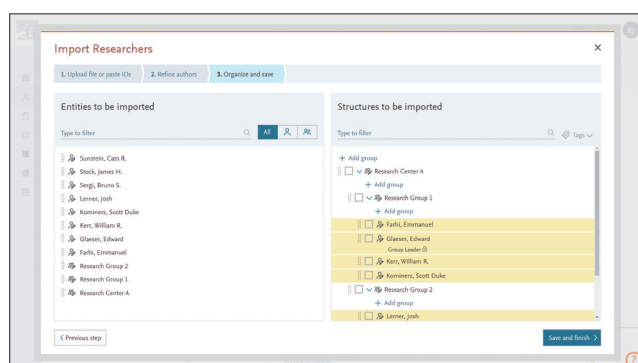 Import Researchers
1. Upload file or paste IDs
2. Refine authors
3. Organize and save
Entities to be imported
Type to filter
All
Sunstein, Cass R.
Stock, James H.
Sergi, Bruno S.
Lerner, Josh
Kominers, Scott Duke
Kerr, William R.
Glaeser, Edward
Farhi, Emmanuel
Research Group 2
Research Group 1
Research Center A
Structures to be imported
Type to filter
Tags
+ Add group
Research Center A
+ Add group
Research Group 1
+ Add group
Farhi, Emmanuel
Glaeser, Edward
Group Leader
Kerr, William R.
Kominers, Scott Duke
Research Group 2
+ Add group
Lerner, Josh
Previous step
Save and finish